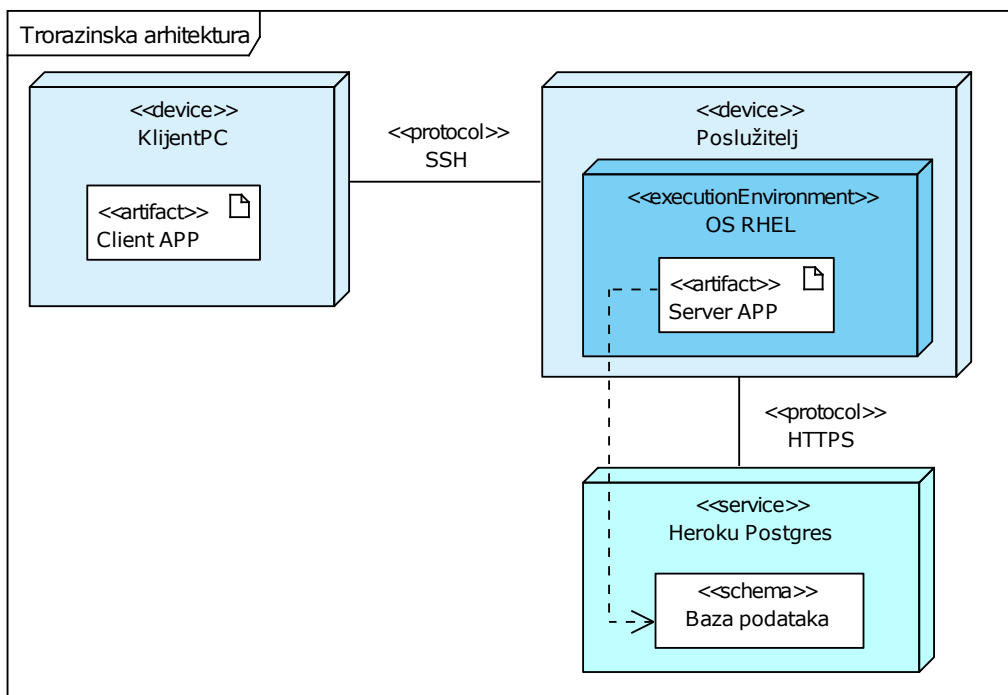 Trorazinska arhitektura
<<device>>
KlijentPC
<<artifact>>
Client APP
<<protocol>>
SSH
<<device>>
Poslužitelj
<<executionEnvironment>>
OS RHEL
<<artifact>>
Server APP
<<protocol>>
HTTPS
<<service>>
Heroku Postgres
<<schema>>
Baza podataka